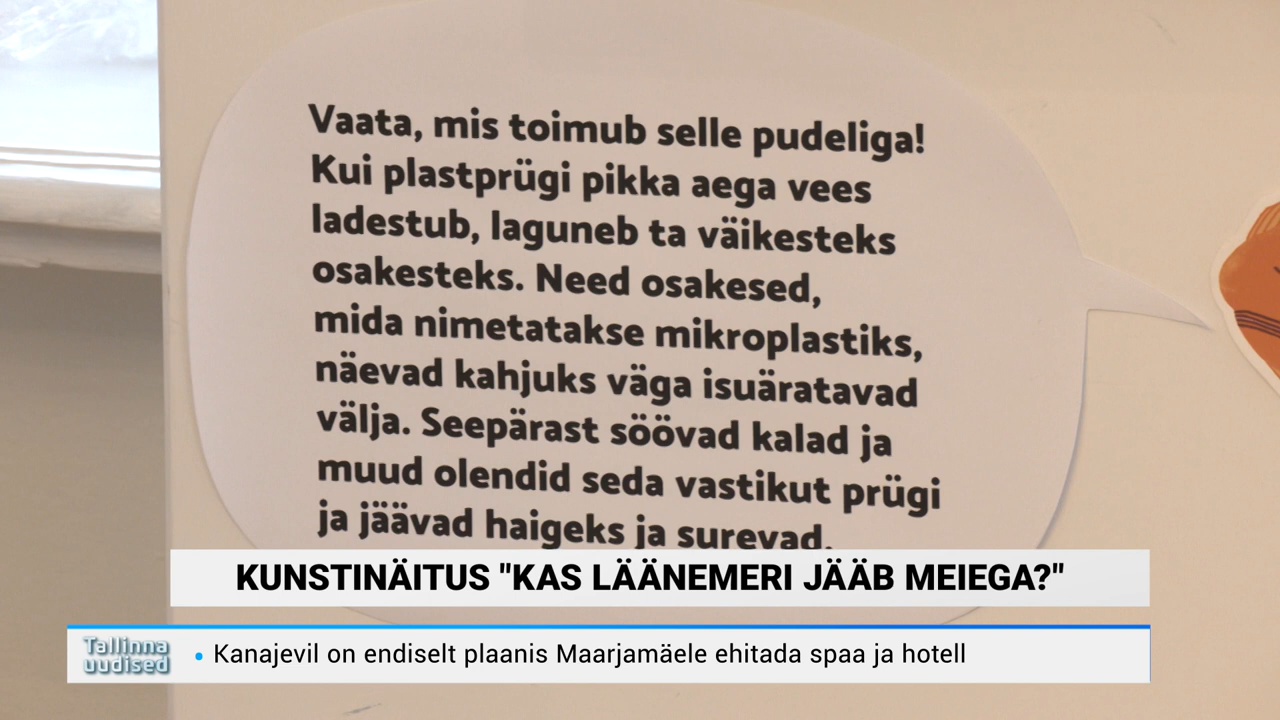 Vaata, mis toimub selle pudeliga!
Kui plastprügi pikka aega vees
ladestub, laguneb ta väikesteks
osakesteks. Need osakesed,
mida nimetatakse mikroplastiks,
näevad kahjuks väga isuäratavad
välja. Seepärast söövad kalad ja
muud olendid seda vastikut prügi
ja jäävad haigeks ja surevad.
KUNSTINÄITUS "KAS LÄÄNEMERI JÄÄB MEIEGA?"
Tallinna
uudised
• Kanajevil on endiselt plaanis Maarjamäele ehitada spaa ja hotell